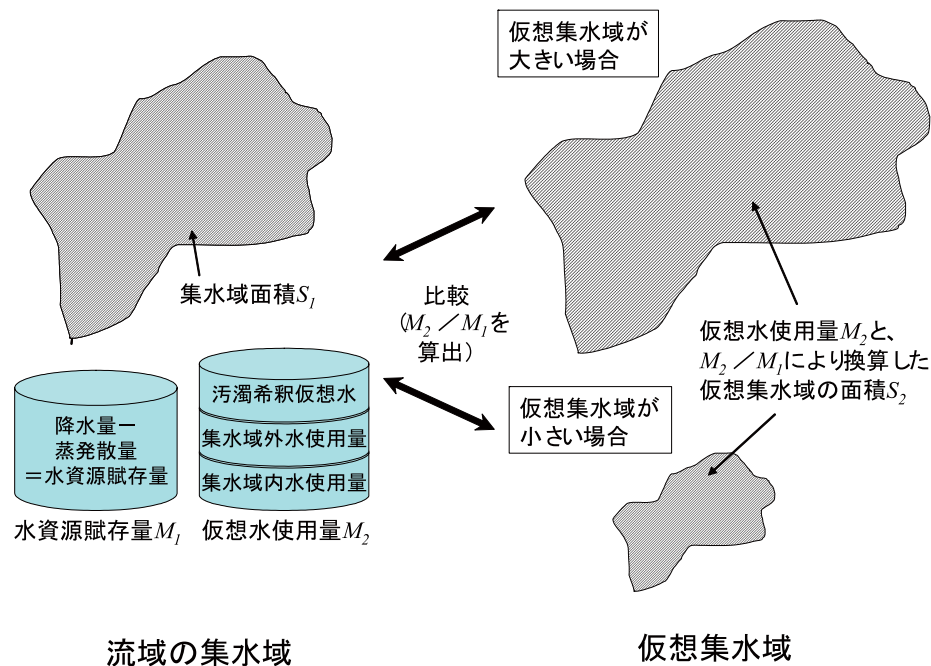 仮想集水域が
大きい場合
集水域面積S1
比較
(M2／M1を
算出)
仮想水使用量M2と、
M2／M1により換算した
仮想集水域の面積S2
降水量ー
蒸発散量
＝水資源賦存量
水資源賦存量M1
汚濁希釈仮想水
集水域外水使用量
集水域内水使用量
仮想水使用量M2
仮想集水域が
小さい場合
流域の集水域
仮想集水域